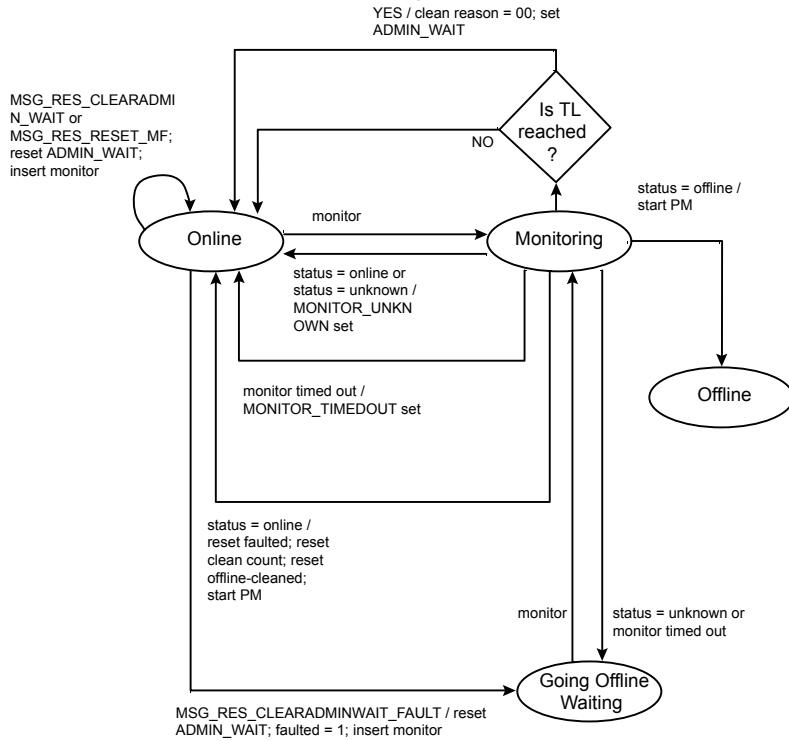 YES / clean reason = 00; set
ADMIN_WAIT
MSG_RES_CLEARADMI
N_WAIT or
MSG_RES_RESET_MF;
reset ADMIN_WAIT;
insert monitor
Is TL
reached
?
NO
status = offline /
start PM
Online
monitor
Monitoring
status = online or
status = unknown /
MONITOR_UNKN
OWN set
monitor timed out /
MONITOR_TIMEDOUT set
Offline
status = online /
reset faulted; reset
clean count; reset
offline-cleaned;
start PM
monitor
status = unknown or
monitor timed out
Going Offline
Waiting
MSG_RES_CLEARADMINWAIT_FAULT / reset
ADMIN_WAIT; faulted = 1; insert monitor